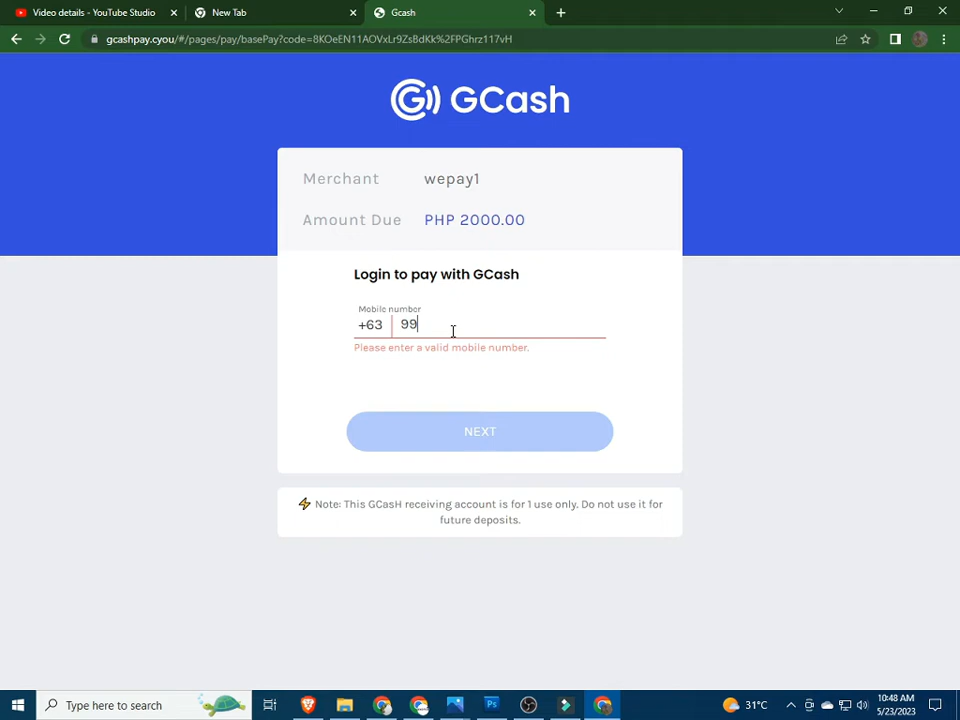 Video details - YouTube Studio
New Tab
Gcash
gcashpay.cyou/#/pages/pay/basePay?code=8KOeEN11AOVxLr9ZsBdKk%2FPGhrz117vH
GCash
Merchant wepay1
Amount Due PHP 2000.00
Login to pay with GCash
Mobile number
+63 99
Please enter a valid mobile number.
NEXT
Note: This GCasH receiving account is for 1 use only. Do not use it for
future deposits.
Type here to search
Ps
31°C
10:48 AM
5/23/2023